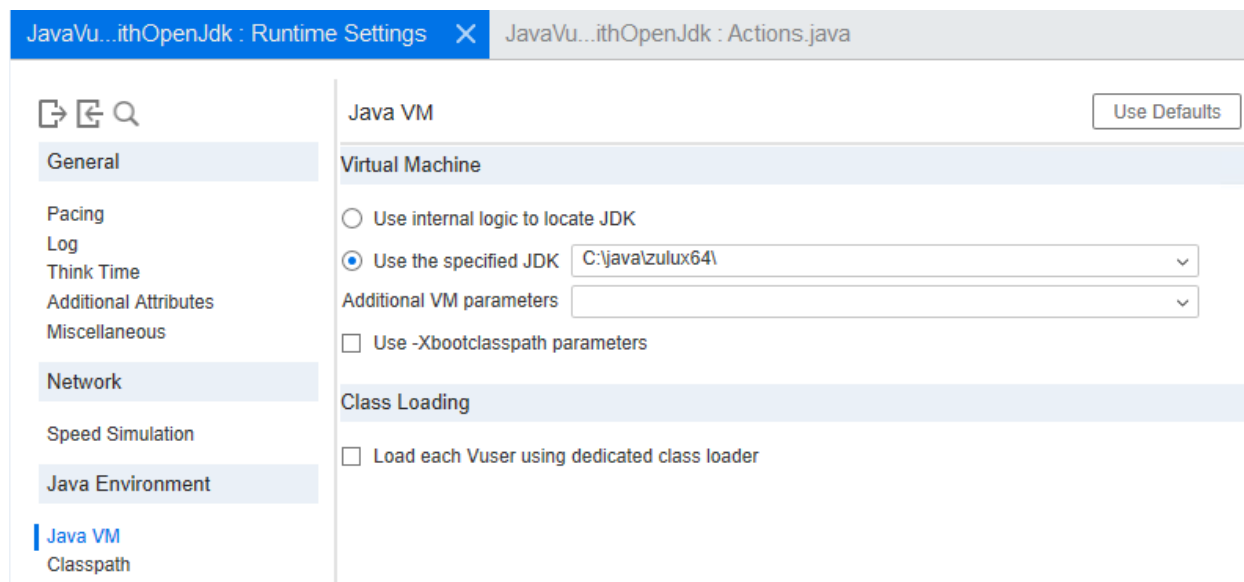 JavaVu...ithOpenJdk : Runtime Settings
JavaVu...ithOpenJdk : Actions.java
General
Pacing
Log
Think Time
Additional Attributes
Miscellaneous
Network
Speed Simulation
Java Environment
Java VM
Classpath
Java VM
Use Defaults
Virtual Machine
Use internal logic to locate JDK
Use the specified JDK C:\java\zulux64\
Additional VM parameters
Use -Xbootclasspath parameters
Class Loading
Load each Vuser using dedicated class loader